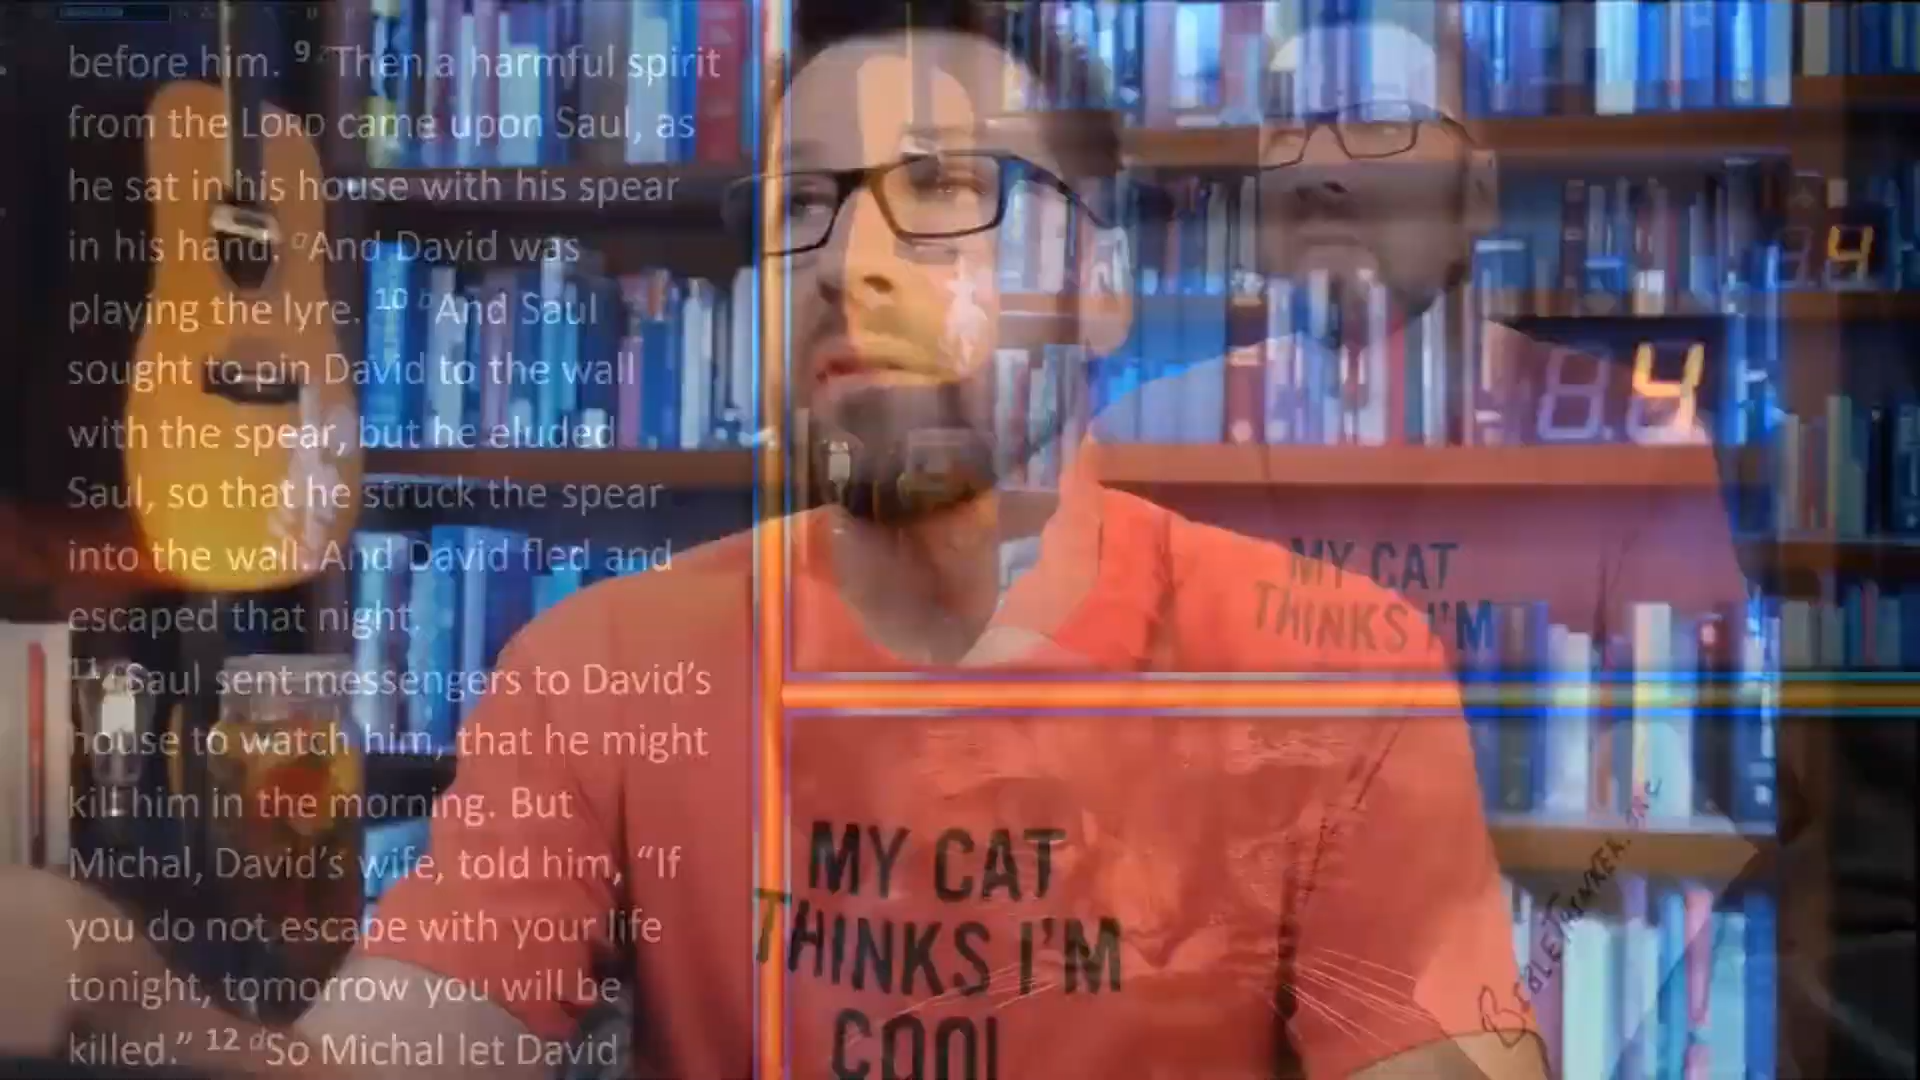 before him. 9 Then a harmful spirit
from the LORD came upon Saul, as
he sat in his house with his spear
in his hand. a And David was
playing the lyre. 10 b And Saul
sought to pin David to the wall
with the spear, but he eluded
Saul, so that he struck the spear
into the wall. And David fled and
escaped that night.
11 Saul sent messengers to David’s
house to watch him, that he might
kill him in the morning. But
Michal, David’s wife, told him, “If
you do not escape with your life
tonight, tomorrow you will be
killed.” 12 d So Michal let David
4
4
MY CAT
THINKS I'M
MY CAT
THINKS I'M
COOL
BIBLETHINKER.ORG